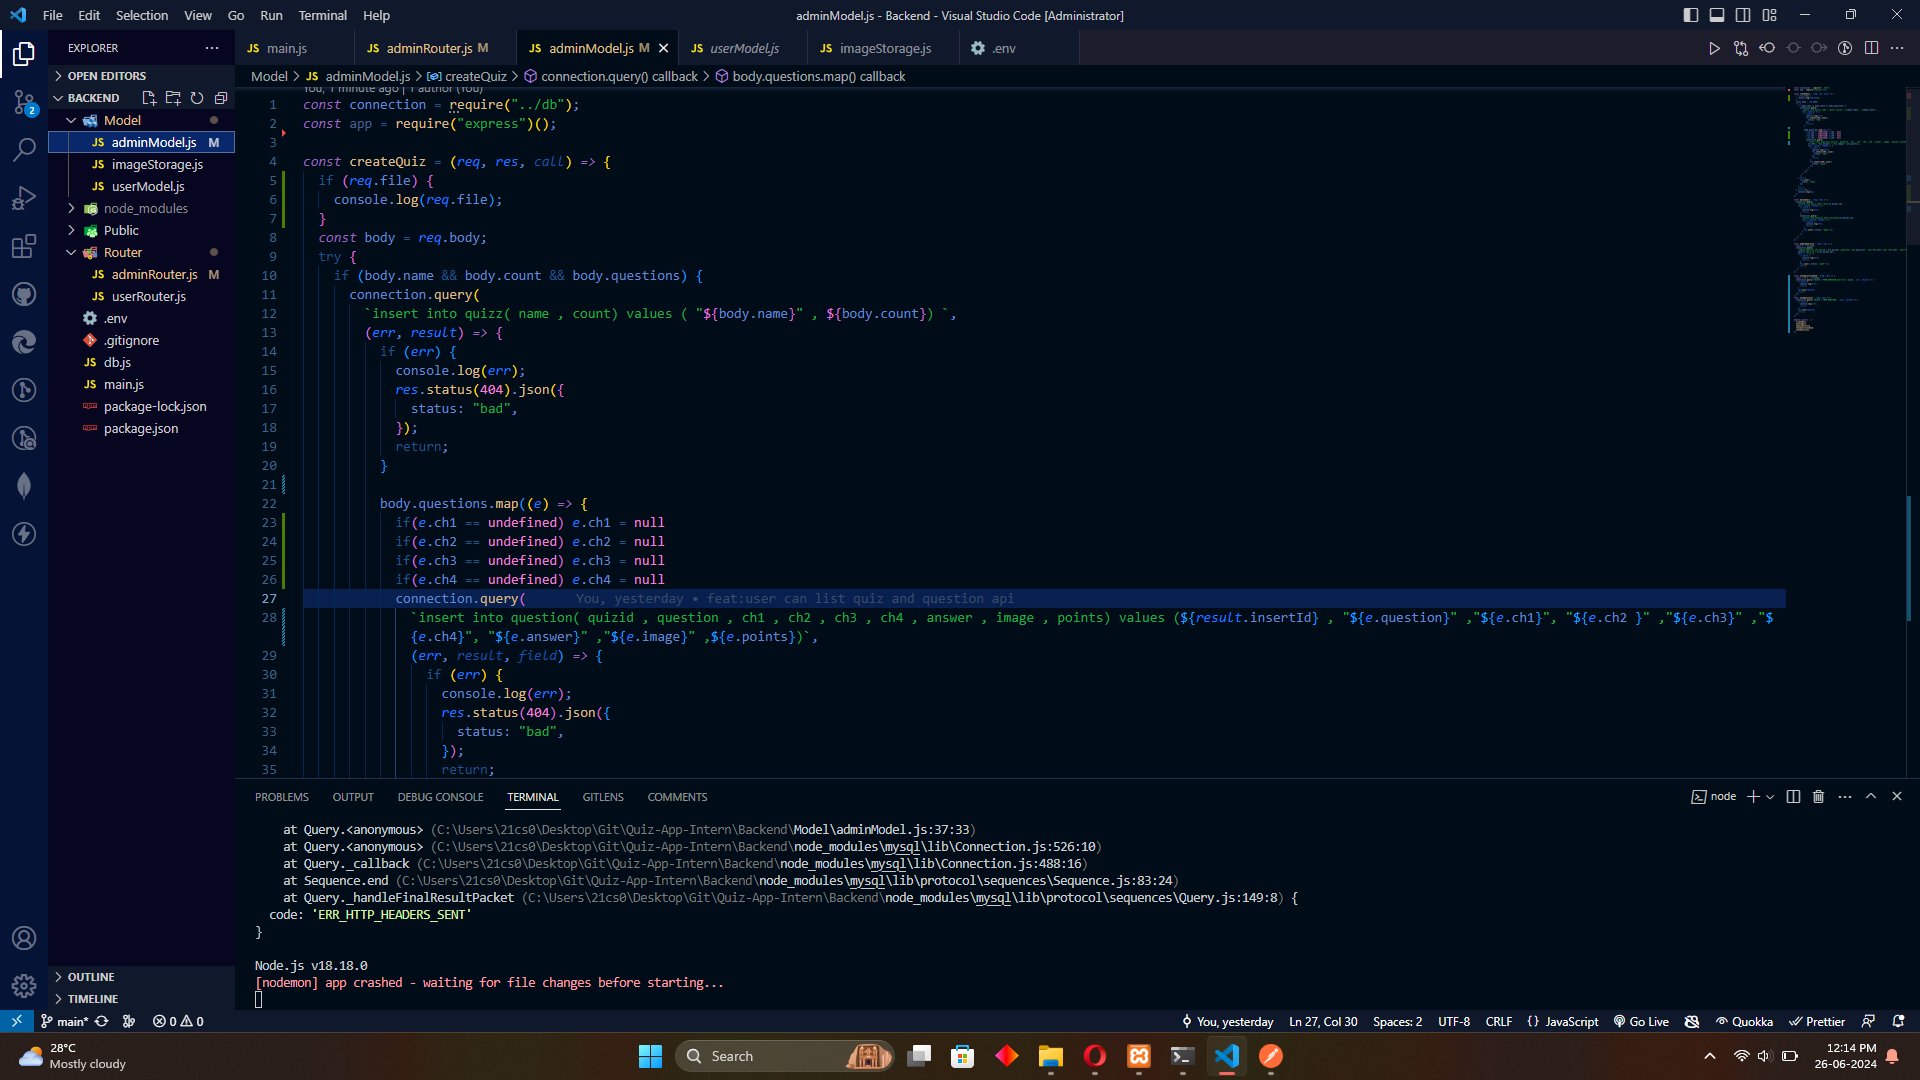 File Edit Selection View Go Run Terminal Help
adminModel.js - Backend - Visual Studio Code [Administrator]
EXPLORER
OPEN EDITORS
BACKEND
Model
JS adminModel.js M
JS imageStorage.js
JS userModel.js
node_modules
Public
Router
JS adminRouter.js M
JS userRouter.js
.env
.gitignore
JS db.js
JS main.js
package-lock.json
package.json
OUTLINE
TIMELINE
2
JS main.js
JS adminRouter.js M
JS adminModel.js M
JS userModel.js
JS imageStorage.js
.env
Model > JS adminModel.js > createQuiz > connection.query() callback > body.questions.map() callback
You, 1 minute ago | 1 author (You)
1 const connection = require("../db");
2 const app = require("express")();
3
4 const createQuiz = (req, res, call) => {
5 if (req.file) {
6 console.log(req.file);
7 }
8 const body = req.body;
9 try {
10 if (body.name && body.count && body.questions) {
11 connection.query(
12 `insert into quizz( name , count) values ( "${body.name}" , ${body.count}) `,
13 (err, result) => {
14 if (err) {
15 console.log(err);
16 res.status(404).json({
17 status: "bad",
18 });
19 return;
20 }
21
22 body.questions.map((e) => {
23 if(e.ch1 == undefined) e.ch1 = null
24 if(e.ch2 == undefined) e.ch2 = null
25 if(e.ch3 == undefined) e.ch3 = null
26 if(e.ch4 == undefined) e.ch4 = null
27 connection.query( You, yesterday • feat:user can list quiz and question api
28 `insert into question( quizid , question , ch1 , ch2 , ch3 , ch4 , answer , image , points) values (${result.insertId} , "${e.question}" ,"${e.ch1}", "${e.ch2 }" ,"${e.ch3}" ,"$
{e.ch4}", "${e.answer}" ,"${e.image}" ,${e.points})`,
29 (err, result, field) => {
30 if (err) {
31 console.log(err);
32 res.status(404).json({
33 status: "bad",
34 });
35 return;
PROBLEMS OUTPUT DEBUG CONSOLE TERMINAL GITLENS COMMENTS
node
at Query.<anonymous> (C:\Users\21cs0\Desktop\Git\Quiz-App-Intern\Backend\Model\adminModel.js:37:33)
at Query.<anonymous> (C:\Users\21cs0\Desktop\Git\Quiz-App-Intern\Backend\node_modules\mysql\lib\Connection.js:526:10)
at Query._callback (C:\Users\21cs0\Desktop\Git\Quiz-App-Intern\Backend\node_modules\mysql\lib\Connection.js:488:16)
at Sequence.end (C:\Users\21cs0\Desktop\Git\Quiz-App-Intern\Backend\node_modules\mysql\lib\protocol\sequences\Sequence.js:83:24)
at Query._handleFinalResultPacket (C:\Users\21cs0\Desktop\Git\Quiz-App-Intern\Backend\node_modules\mysql\lib\protocol\sequences\Query.js:149:8) {
code: 'ERR_HTTP_HEADERS_SENT'
}
Node.js v18.18.0
[nodemon] app crashed - waiting for file changes before starting...
main* 0 0
You, yesterday Ln 27, Col 30 Spaces: 2 UTF-8 CRLF {} JavaScript Go Live Quokka Prettier
28°C
Mostly cloudy
Search
12:14 PM
26-06-2024